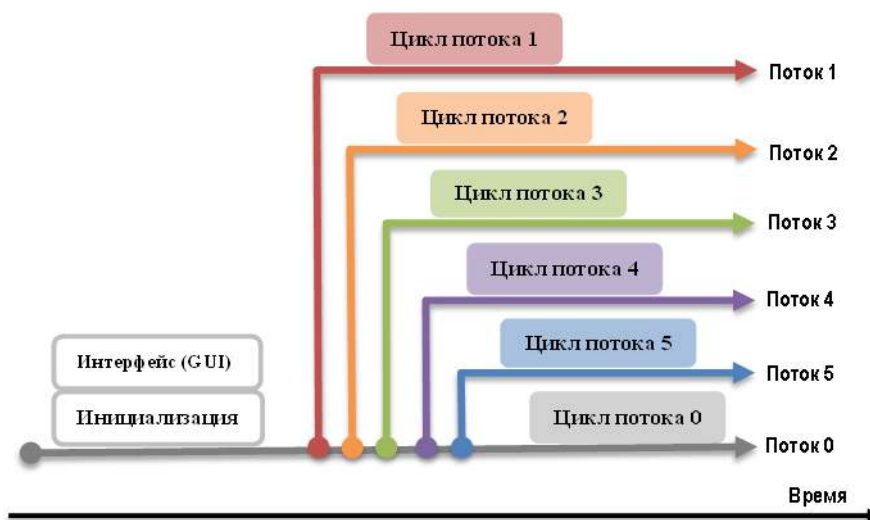 Цикл потока 1
Поток 1
Цикл потока 2
Поток 2
Цикл потока 3
Поток 3
Цикл потока 4
Поток 4
Интерфейс (GUI)
Цикл потока 5
Поток 5
Инициализация
Цикл потока 0
Поток 0
Время